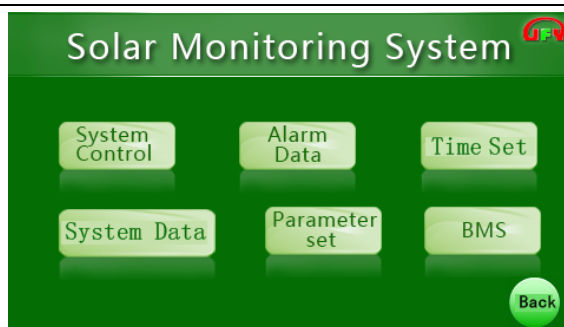 Solar Monitoring System
System
Control
Alarm
Data
Time Set
System Data
Parameter
set
BMS
Back